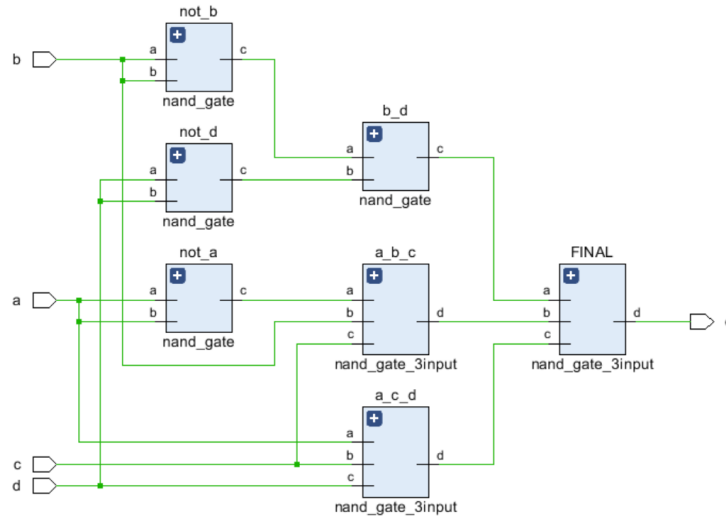 not_b
b
a
b
c
nand_gate
not_d
a
b
c
nand_gate
b_d
a
b
c
nand_gate
not_a
a
a
b
c
nand_gate
a_b_c
a
b
c
d
nand_gate_3input
FINAL
a
b
c
d
nand_gate_3input
a_c_d
a
b
c
d
nand_gate_3input
c
d